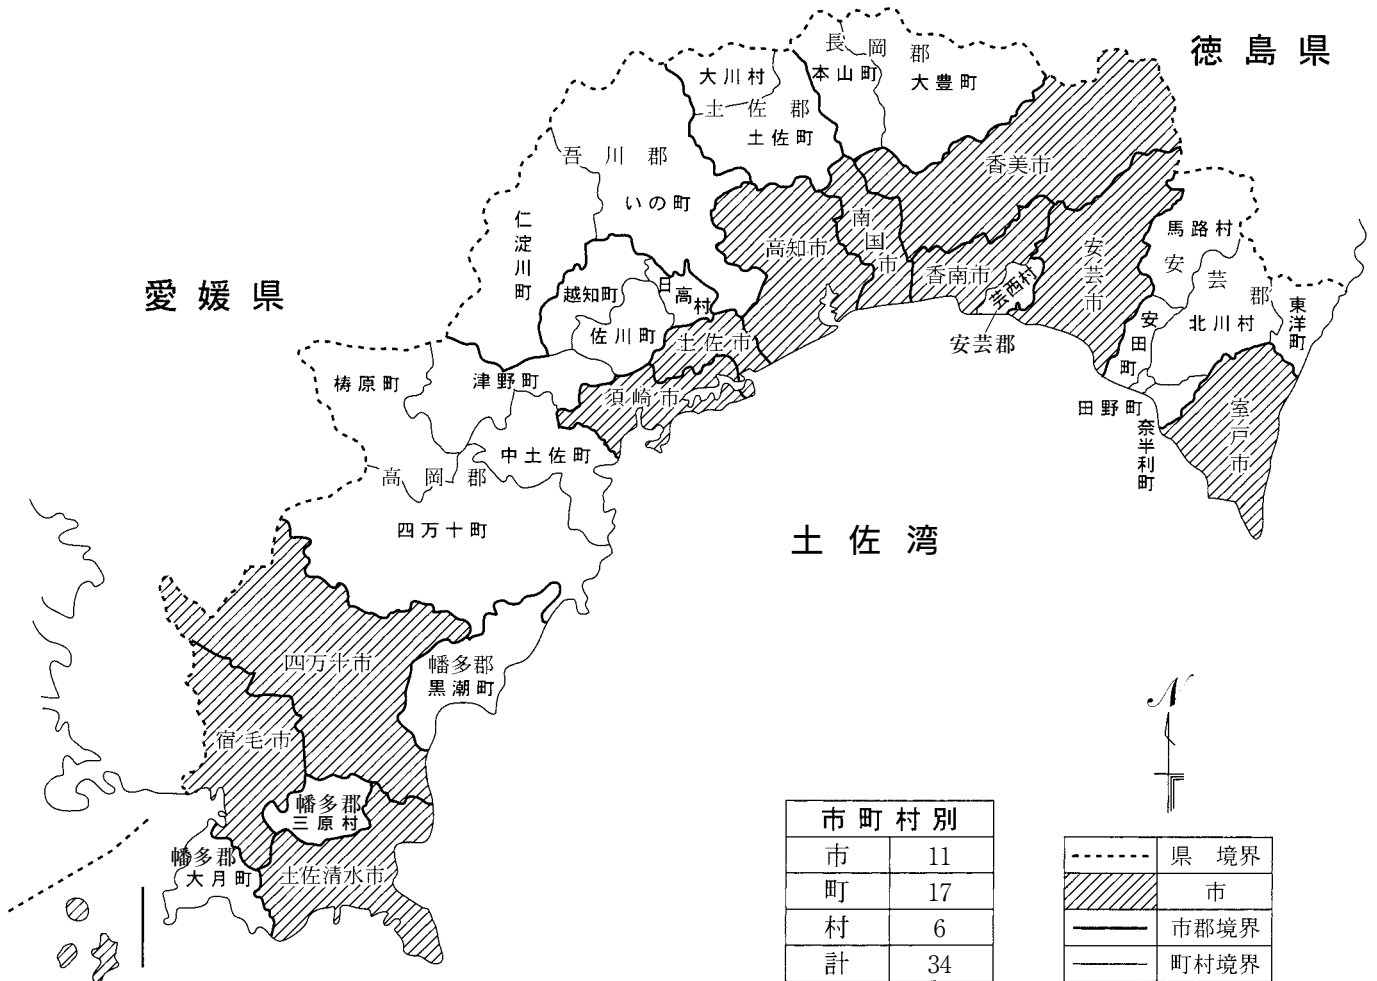 徳島県
長岡郡
大川村
本山町
大豊町
土佐郡
土佐町
吾川郡
香美市
いの町
仁淀川町
南国市
高知市
安芸市
馬路村
安芸郡
香南市
芸西村
愛媛県
越知町
日高村
東洋町
佐川町
土佐市
安田町
北川村
安芸郡
梼原町
津野町
須崎市
田野町
室戸市
奈半利町
中土佐町
高岡郡
四万十町
土佐湾
四万十市
幡多郡
黒潮町
N
宿毛市
幡多郡
三原村
幡多郡
大月町
土佐清水市
市町村別
市 11
町 17
村 6
計 34
県 境界
市
市郡境界
町村境界